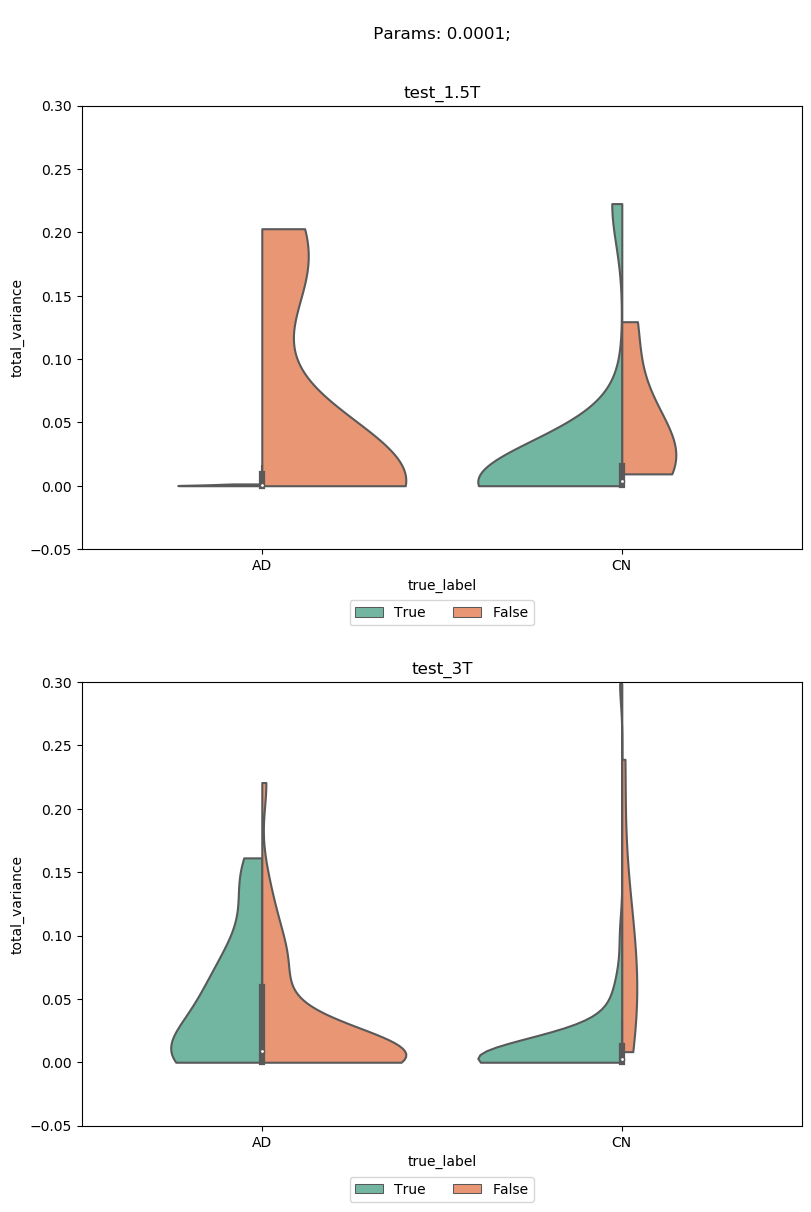 Params: 0.0001;
test_1.5T
0.30
0.25
0.20
0.15
0.10
0.05
0.00
−0.05
total_variance
AD CN
true_label
True False
test_3T
0.30
0.25
0.20
0.15
0.10
0.05
0.00
−0.05
total_variance
AD CN
true_label
True False